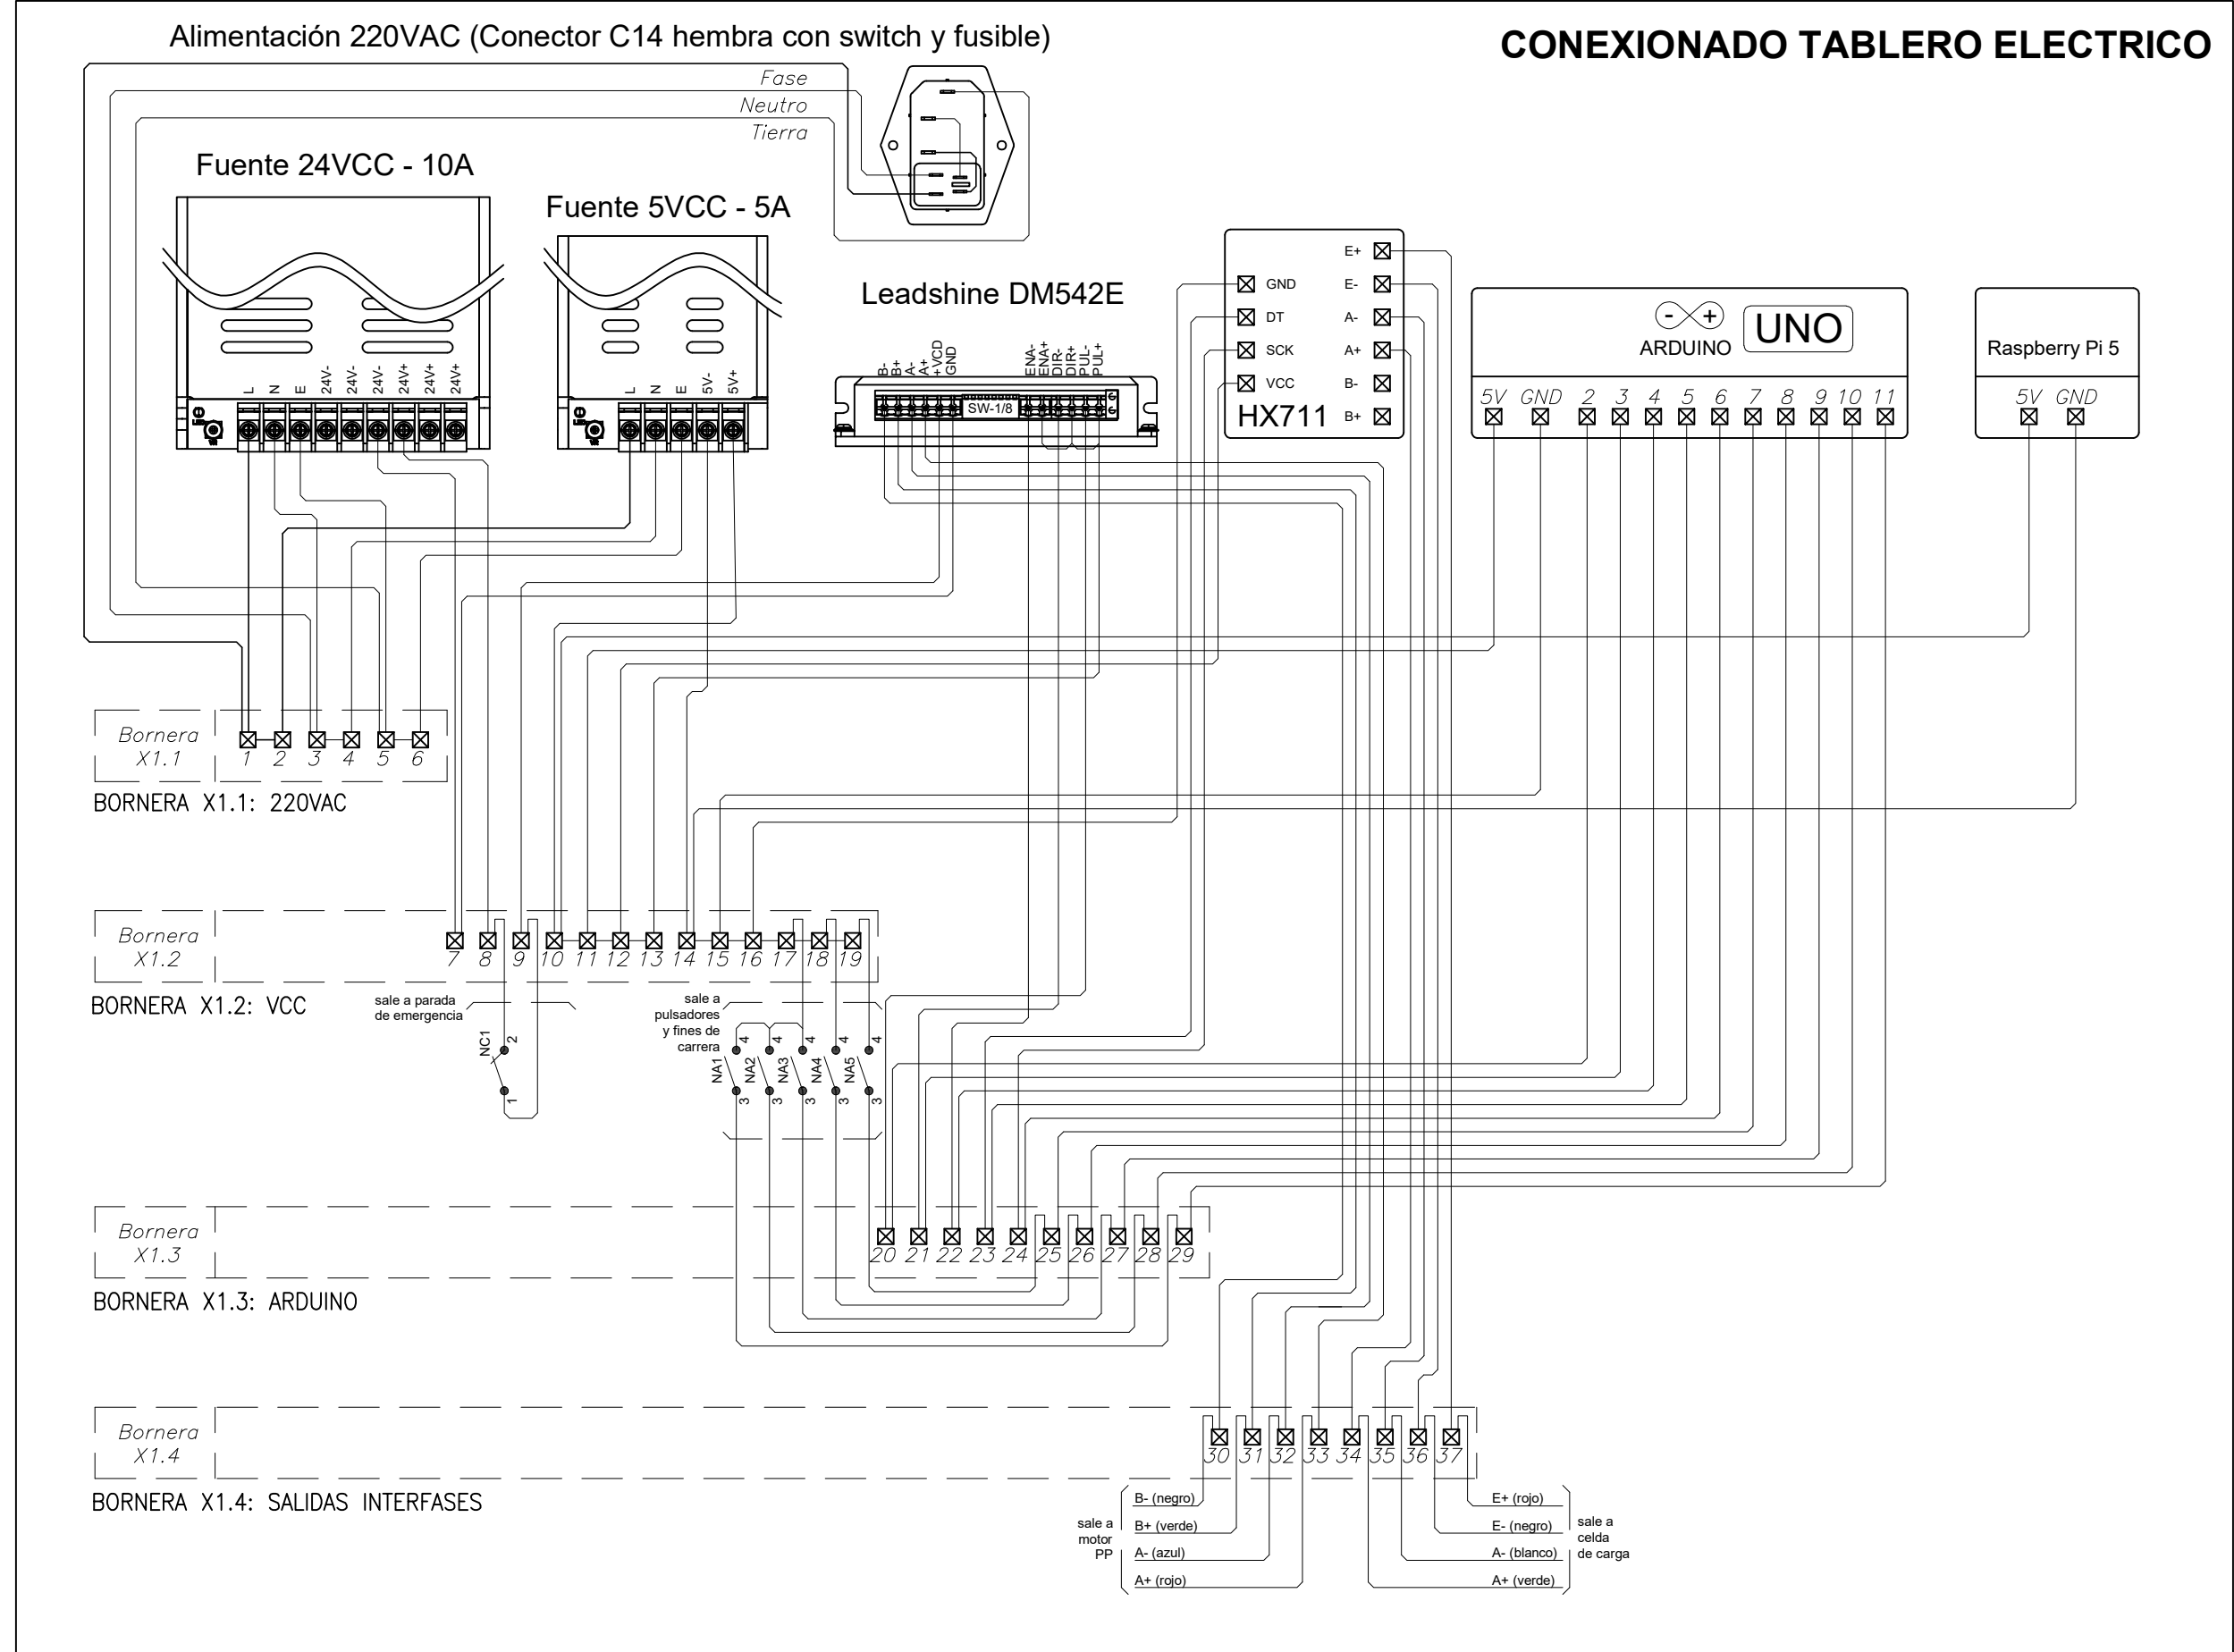 Alimentación 220VAC (Conector C14 hembra con switch y fusible)
CONEXIONADO TABLERO ELECTRICO
Fase
Neutro
Tierra
Fuente 24VCC - 10A
Fuente 5VCC - 5A
Leadshine DM542E
L N E 24V- 24V- 24V- 24V+ 24V+ 24V+
L N E 5V- 5V+
B- B+ A- A+ +VCD GND
SW-1/8
ENA- ENA+ DIR- DIR+ PUL- PUL+
E+
GND E-
DT A-
SCK A+
VCC B-
HX711 B+
- +
ARDUINO
UNO
5V GND 2 3 4 5 6 7 8 9 10 11
Raspberry Pi 5
5V GND
Bornera
X1.1
1 2 3 4 5 6
BORNERA X1.1: 220VAC
Bornera
X1.2
7 8 9 10 11 12 13 14 15 16 17 18 19
BORNERA X1.2: VCC
sale a parada
de emergencia
NC1
2
1
sale a
pulsadores
y fines de
carrera
4 4 4 4 4
NA1 NA2 NA3 NA4 NA5
3 3 3 3 3
Bornera
X1.3
20 21 22 23 24 25 26 27 28 29
BORNERA X1.3: ARDUINO
Bornera
X1.4
30 31 32 33 34 35 36 37
BORNERA X1.4: SALIDAS INTERFASES
sale a
motor
PP
B- (negro)
B+ (verde)
A- (azul)
A+ (rojo)
E+ (rojo)
E- (negro)
A- (blanco)
A+ (verde)
sale a
celda
de carga